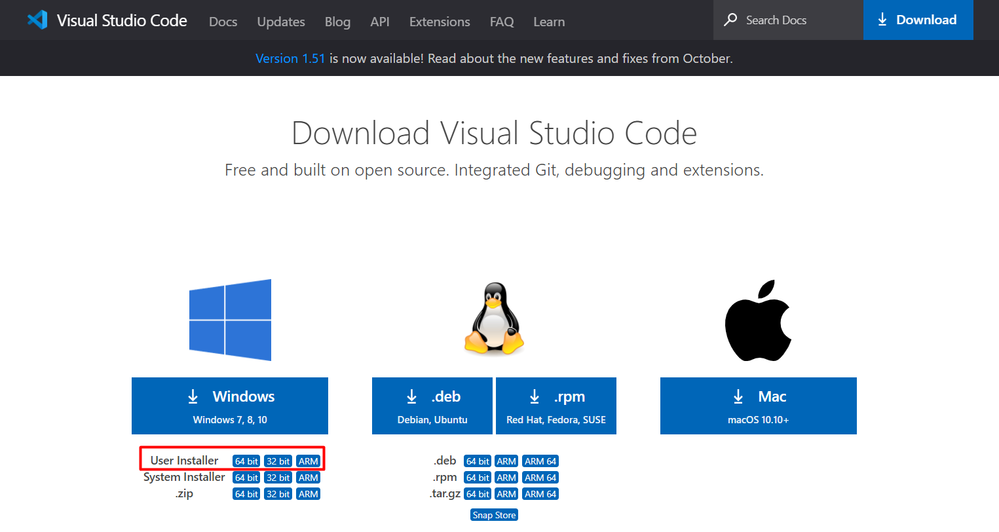 Visual Studio Code Docs Updates Blog API Extensions FAQ Learn Search Docs Download
Version 1.51 is now available! Read about the new features and fixes from October.
Download Visual Studio Code
Free and built on open source. Integrated Git, debugging and extensions.
Windows
Windows 7, 8, 10
User Installer 64 bit 32 bit ARM
System Installer 64 bit 32 bit ARM
.zip 64 bit 32 bit ARM
.deb
Debian, Ubuntu
.rpm
Red Hat, Fedora, SUSE
.deb 64 bit ARM ARM 64
.rpm 64 bit ARM ARM 64
.tar.gz 64 bit ARM ARM 64
Snap Store
Mac
macOS 10.10+